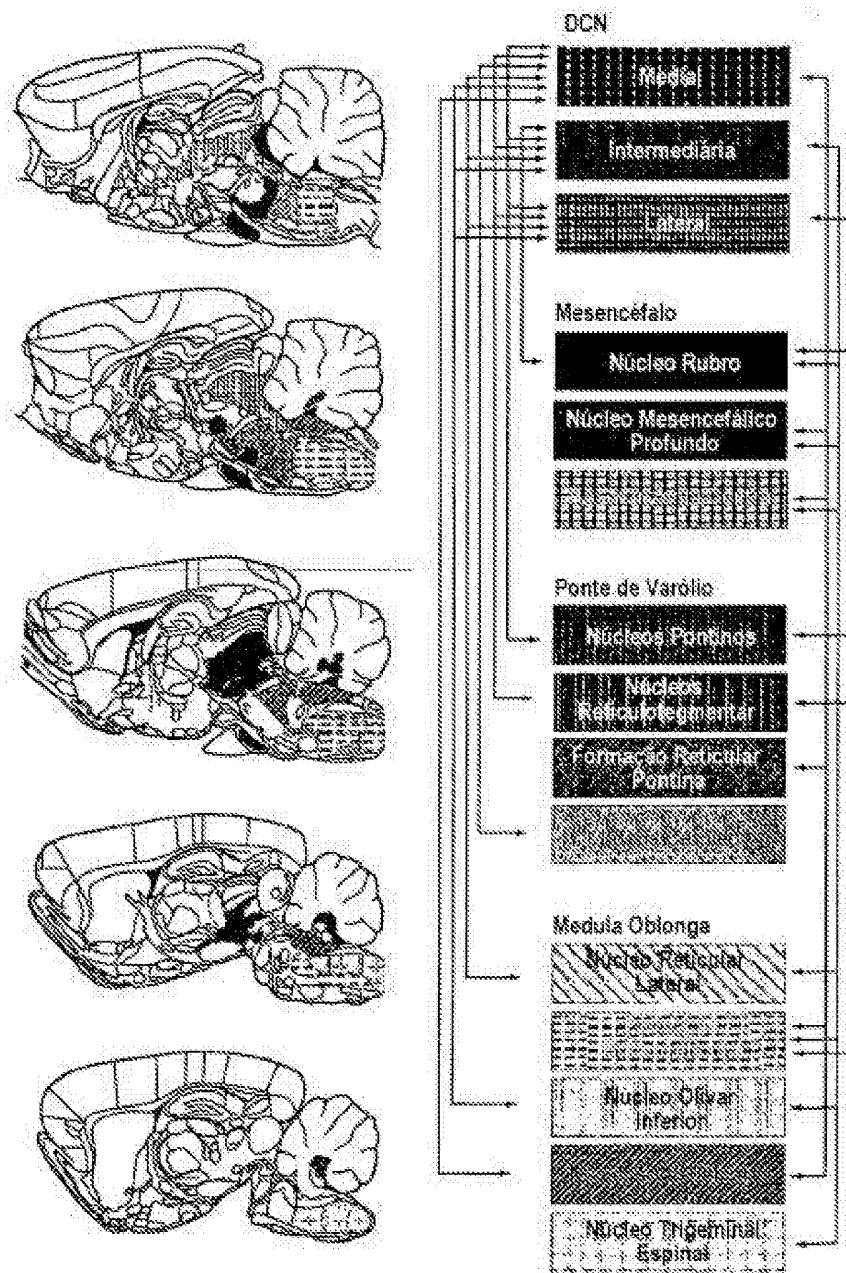 DCN
Medial
Intermediária
Lateral
Mesencéfalo
Núcleo Rubro
Núcleo Mesencefálico
Profundo
Ponte de Varólio
Núcleos Pontinos
Núcleos
Reticulotegmentar
Formação Reticular
Pontina
Medula Oblonga
Núcleo Reticular
Lateral
Nucleo Olivar
Inferior
Núcleo Trigeminal
Espinal